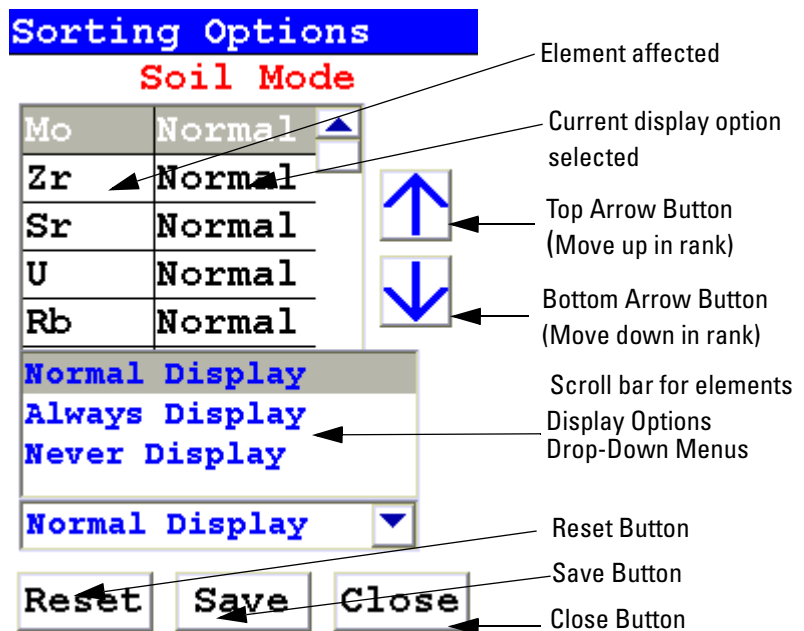 Sorting Options
Soil Mode
Mo Normal
Zr Normal
Sr Normal
U Normal
Rb Normal
Normal Display
Always Display
Never Display
Normal Display
Reset Save Close
Element affected
Current display option
selected
Top Arrow Button
(Move up in rank)
Bottom Arrow Button
(Move down in rank)
Scroll bar for elements
Display Options
Drop-Down Menus
Reset Button
Save Button
Close Button